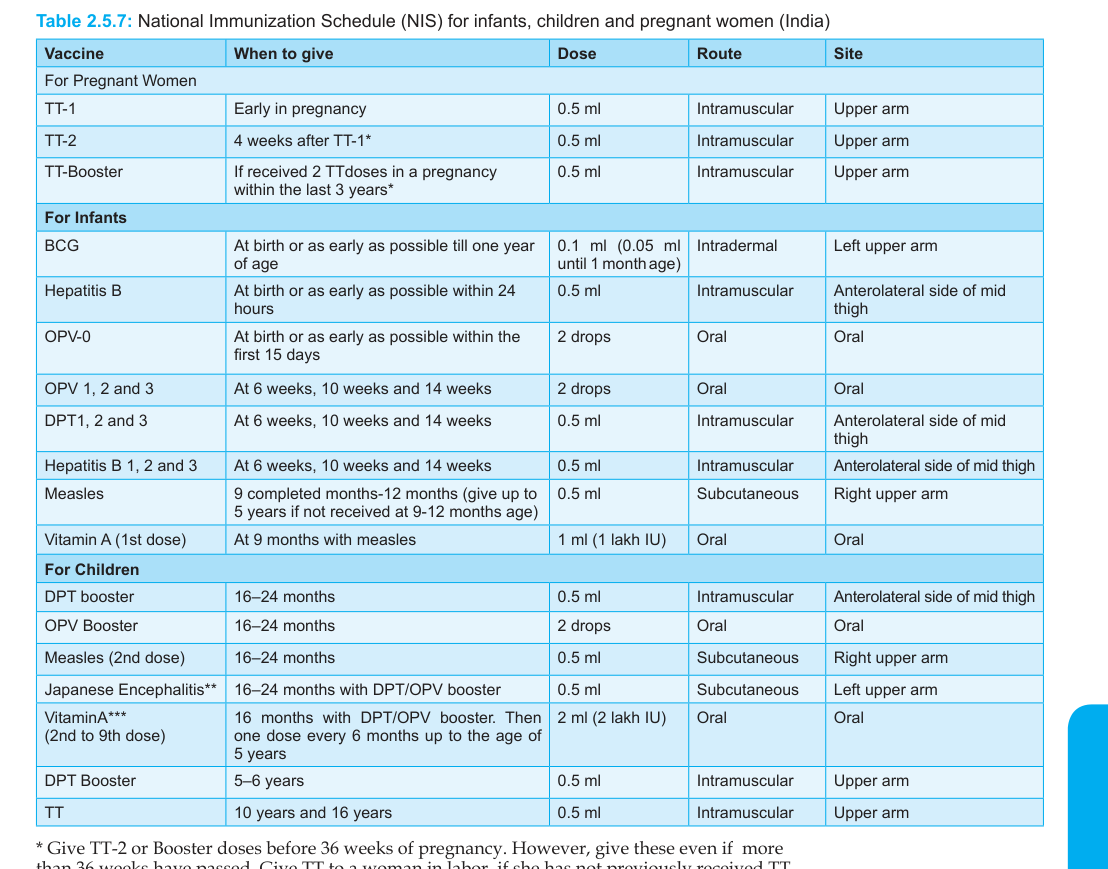 Table 2.5.7: National Immunization Schedule (NIS) for infants, children and pregnant women (India)
Vaccine When to give Dose Route Site
For Pregnant Women
TT-1 Early in pregnancy 0.5 ml Intramuscular Upper arm
TT-2 4 weeks after TT-1* 0.5 ml Intramuscular Upper arm
TT-Booster If received 2 TTdoses in a pregnancy 0.5 ml Intramuscular Upper arm
within the last 3 years*
For Infants
BCG At birth or as early as possible till one year 0.1 ml (0.05 ml Intradermal Left upper arm
of age until 1 month age)
Hepatitis B At birth or as early as possible within 24 0.5 ml Intramuscular Anterolateral side of mid
hours thigh
OPV-0 At birth or as early as possible within the 2 drops Oral Oral
first 15 days
OPV 1, 2 and 3 At 6 weeks, 10 weeks and 14 weeks 2 drops Oral Oral
DPT1, 2 and 3 At 6 weeks, 10 weeks and 14 weeks 0.5 ml Intramuscular Anterolateral side of mid
thigh
Hepatitis B 1, 2 and 3 At 6 weeks, 10 weeks and 14 weeks 0.5 ml Intramuscular Anterolateral side of mid thigh
Measles 9 completed months-12 months (give up to 0.5 ml Subcutaneous Right upper arm
5 years if not received at 9-12 months age)
Vitamin A (1st dose) At 9 months with measles 1 ml (1 lakh IU) Oral Oral
For Children
DPT booster 16–24 months 0.5 ml Intramuscular Anterolateral side of mid thigh
OPV Booster 16–24 months 2 drops Oral Oral
Measles (2nd dose) 16–24 months 0.5 ml Subcutaneous Right upper arm
Japanese Encephalitis** 16–24 months with DPT/OPV booster 0.5 ml Subcutaneous Left upper arm
VitaminA*** 16 months with DPT/OPV booster. Then 2 ml (2 lakh IU) Oral Oral
(2nd to 9th dose) one dose every 6 months up to the age of
5 years
DPT Booster 5–6 years 0.5 ml Intramuscular Upper arm
TT 10 years and 16 years 0.5 ml Intramuscular Upper arm
* Give TT-2 or Booster doses before 36 weeks of pregnancy. However, give these even if more
than 36 weeks have passed. Give TT to a woman in labor, if she has not previously received TT